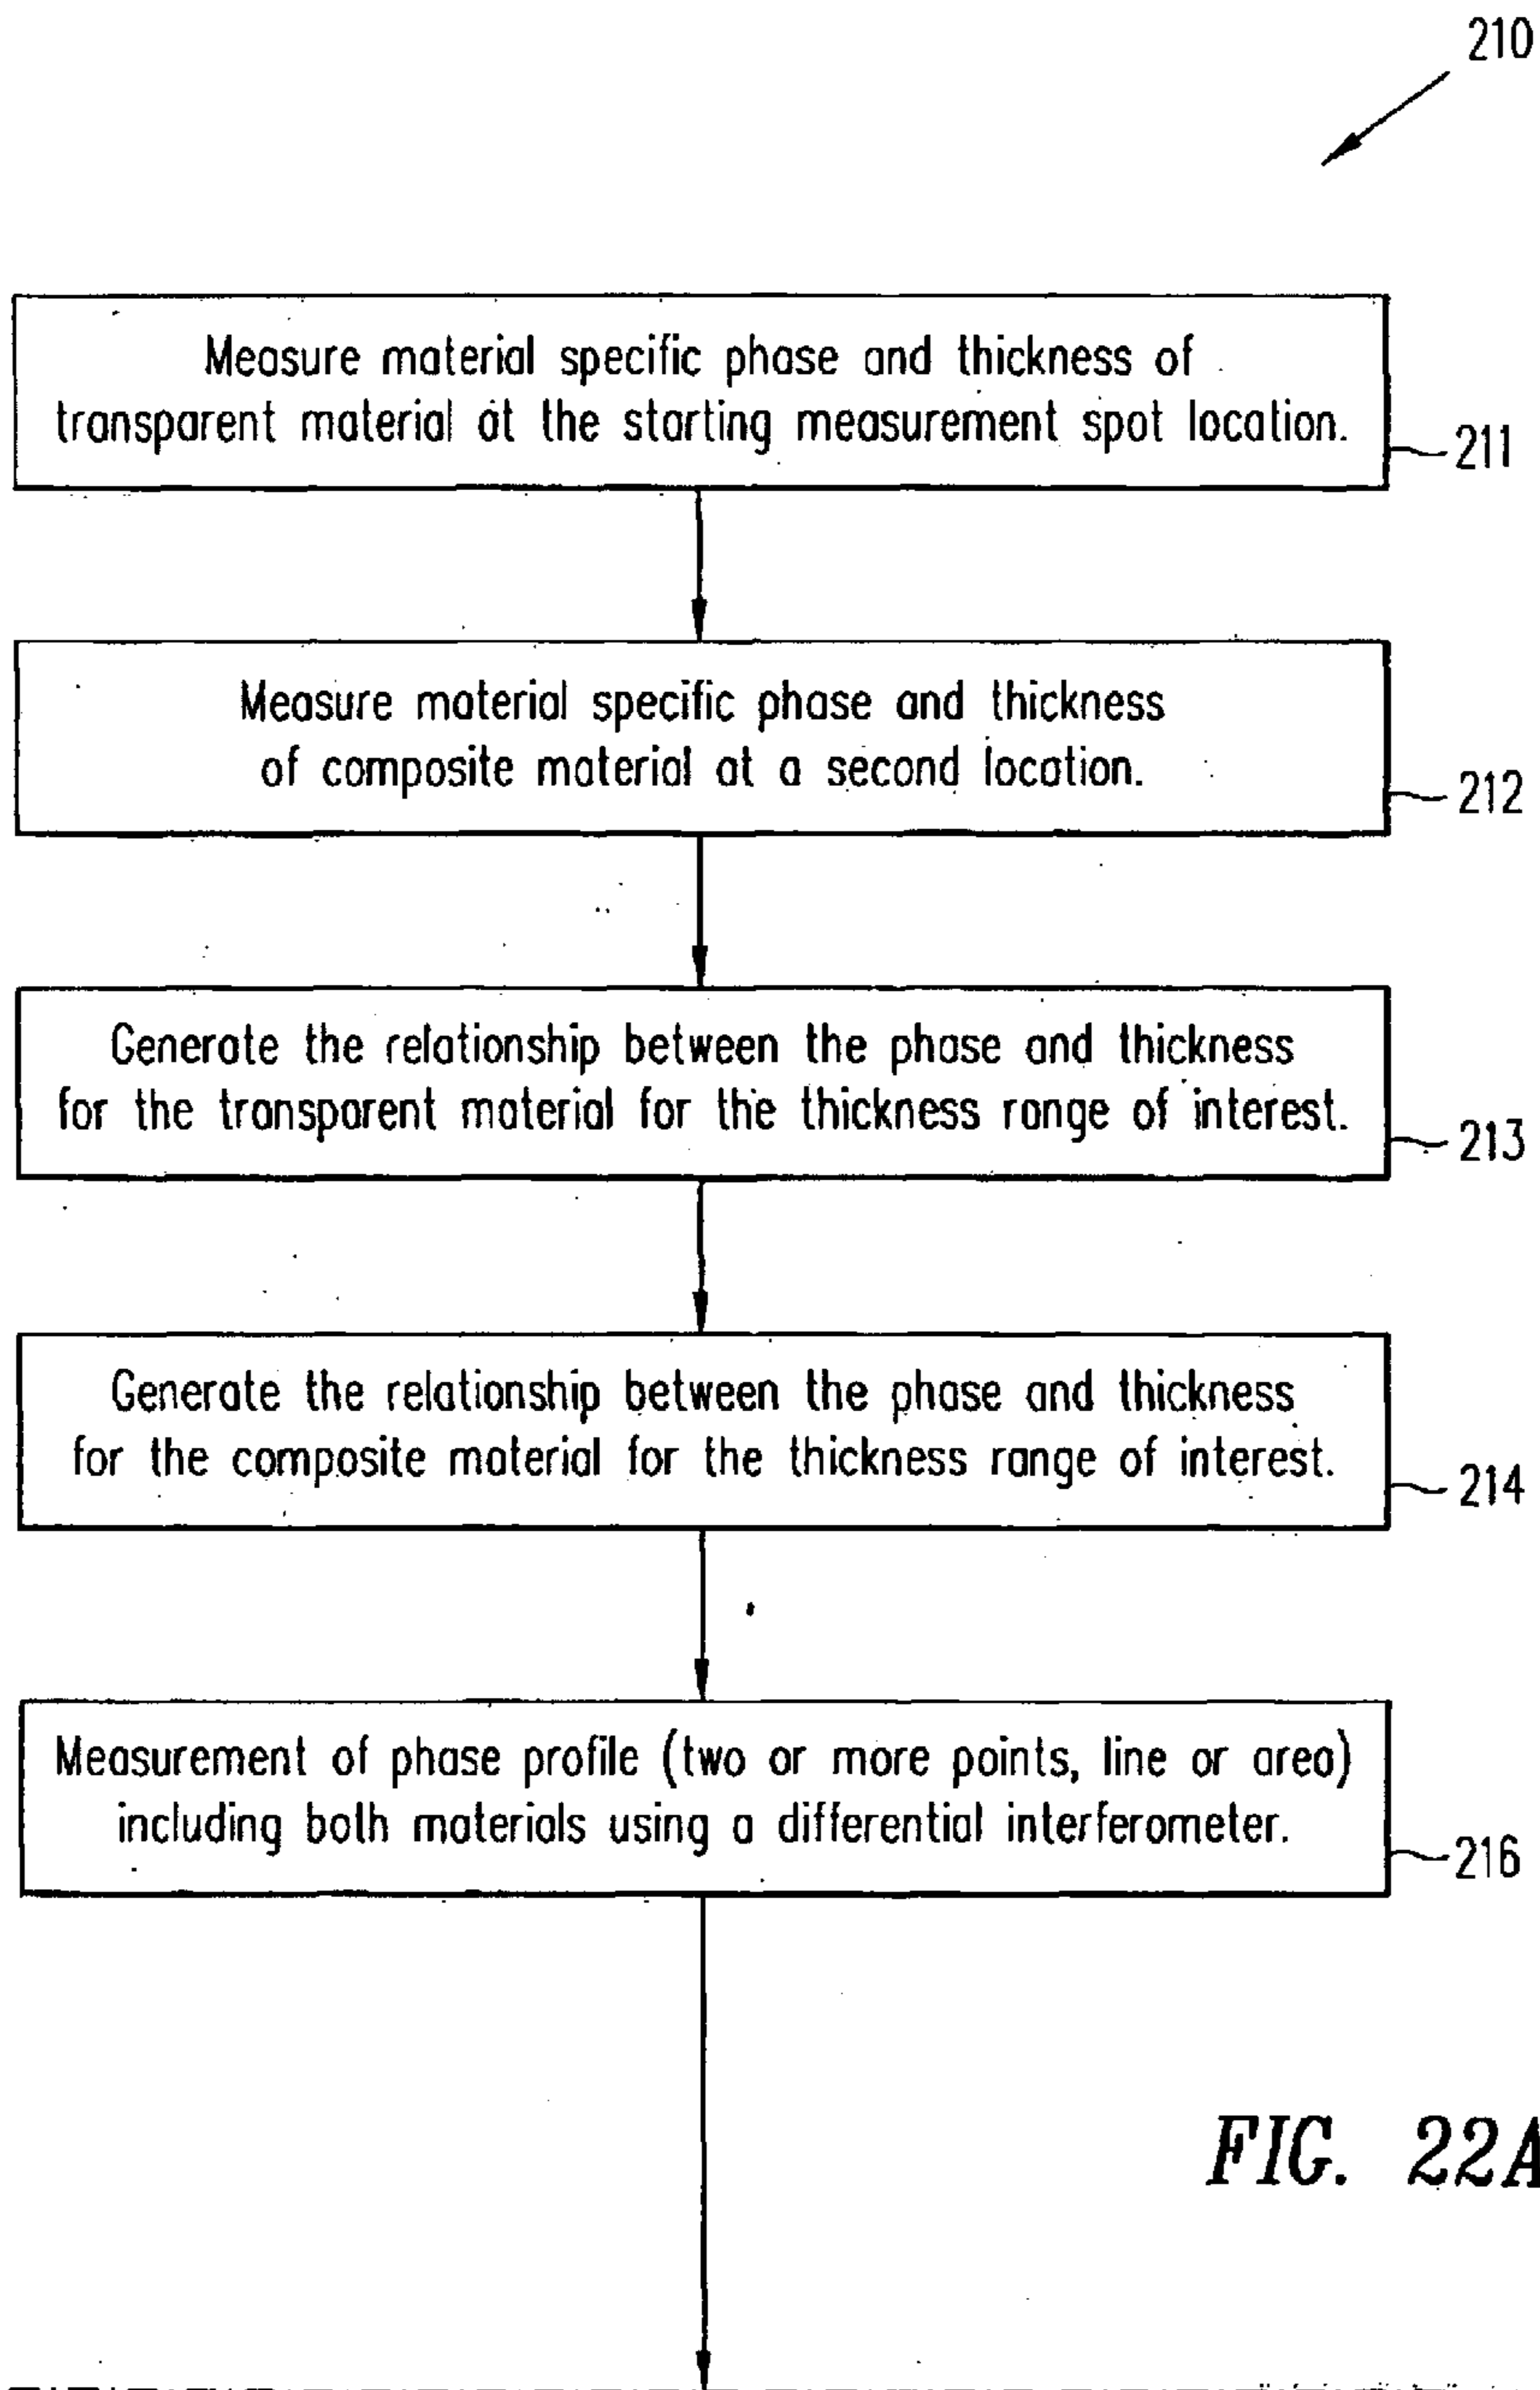 210
Measure material specific phase and thickness of
transparent material at the starting measurement spot location.
211
Measure material specific phase and thickness
of composite material at a second location.
212
Generate the relationship between the phase and thickness
for the transparent material for the thickness range of interest.
213
Generate the relationship between the phase and thickness
for the composite material for the thickness range of interest.
214
Measurement of phase profile (two or more points, line or area)
including both materials using a differential interferometer.
216
FIG. 22A